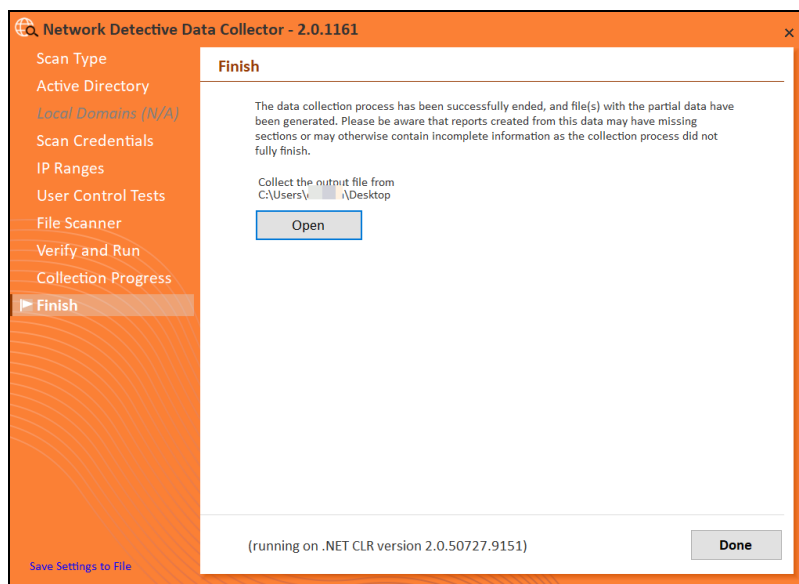 Network Detective Data Collector - 2.0.1161
Scan Type
Active Directory
Local Domains (N/A)
Scan Credentials
IP Ranges
User Control Tests
File Scanner
Verify and Run
Collection Progress
Finish
Save Settings to File
Finish
The data collection process has been successfully ended, and file(s) with the partial data have
been generated. Please be aware that reports created from this data may have missing
sections or may otherwise contain incomplete information as the collection process did not
fully finish.
Collect the output file from
C:\Users\ \Desktop
Open
(running on .NET CLR version 2.0.50727.9151)
Done